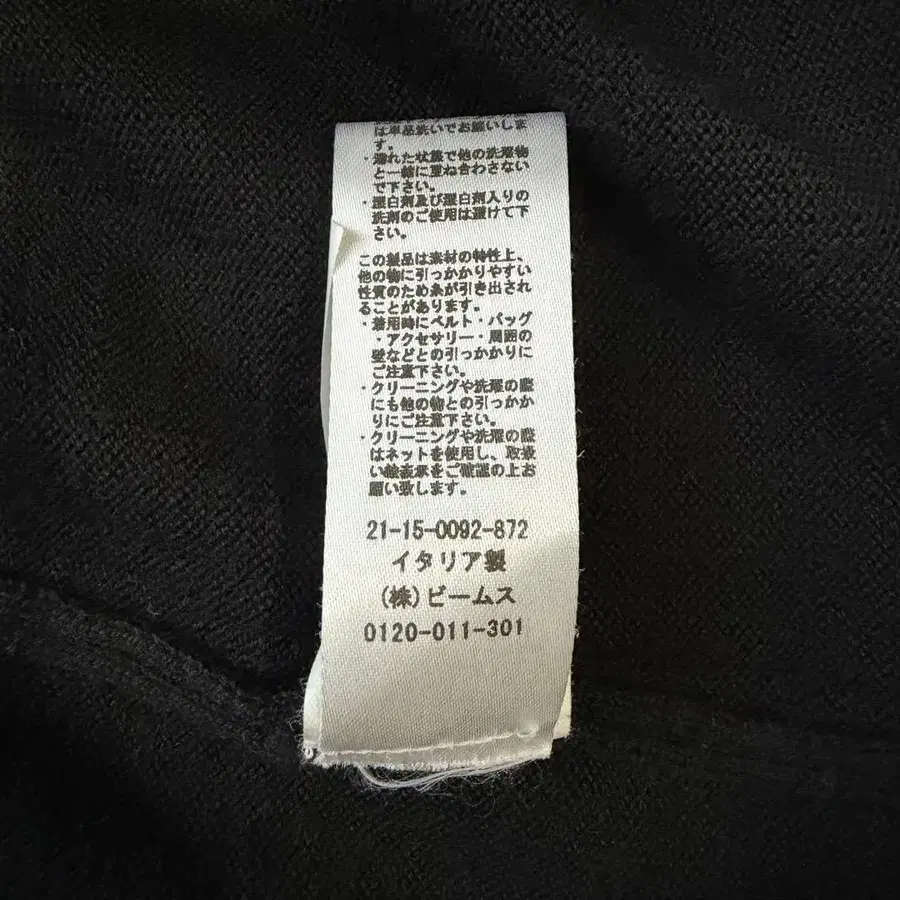 は単品洗いでお願いしま
す。
・濡れた状態で他の洗濯物
と一緒に重ね合わさない
で下さい。
・蛍白剤及び蛍白剤入りの
洗剤のご使用は避けて下
さい。
この製品は素材の特性上、
他の物に引っかかりやすい
性質のため糸が引き出され
ることがあります。
・着用時にベルト・バッグ
・アクセサリー・周囲の
壁などとの引っかかりに
ご注意下さい。
・クリーニングや洗濯の際
にも他の物との引っかか
りにご注意下さい。
・クリーニングや洗濯の際
はネットを使用し、取扱
い絵表示をご確認の上お
願い致します。
21-15-0092-872
イタリア製
(株)ビームス
0120-011-301